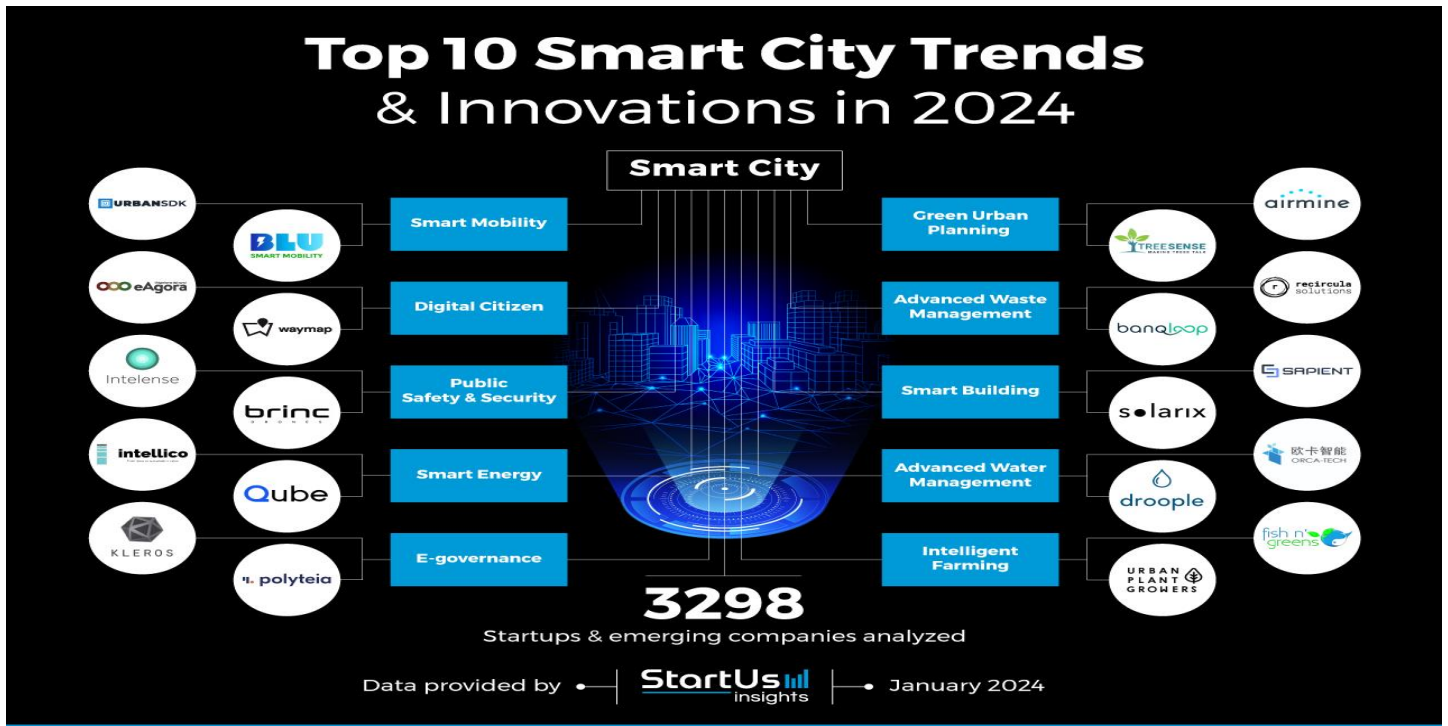 Top 10 Smart City Trends
& Innovations in 2024
Smart City
URBANSDK
BLU
SMART MOBILITY
Smart Mobility
eAgora
waymap
Digital Citizen
Intelense
brinc
DRONES
Public
Safety & Security
intellico
Qube
Smart Energy
KLEROS
polyteia
E-governance
Green Urban
Planning
airmine
TREESENSE
MAKING TREES TALK
Advanced Waste
Management
recircula
solutions
banqloop
Smart Building
SAPIENT
solarix
Advanced Water
Management
欧卡智能
ORCA-TECH
droople
Intelligent
Farming
fish n'
greens
URBAN
PLANT
GROWERS
3298
Startups & emerging companies analyzed
Data provided by
StartUs
insights
January 2024